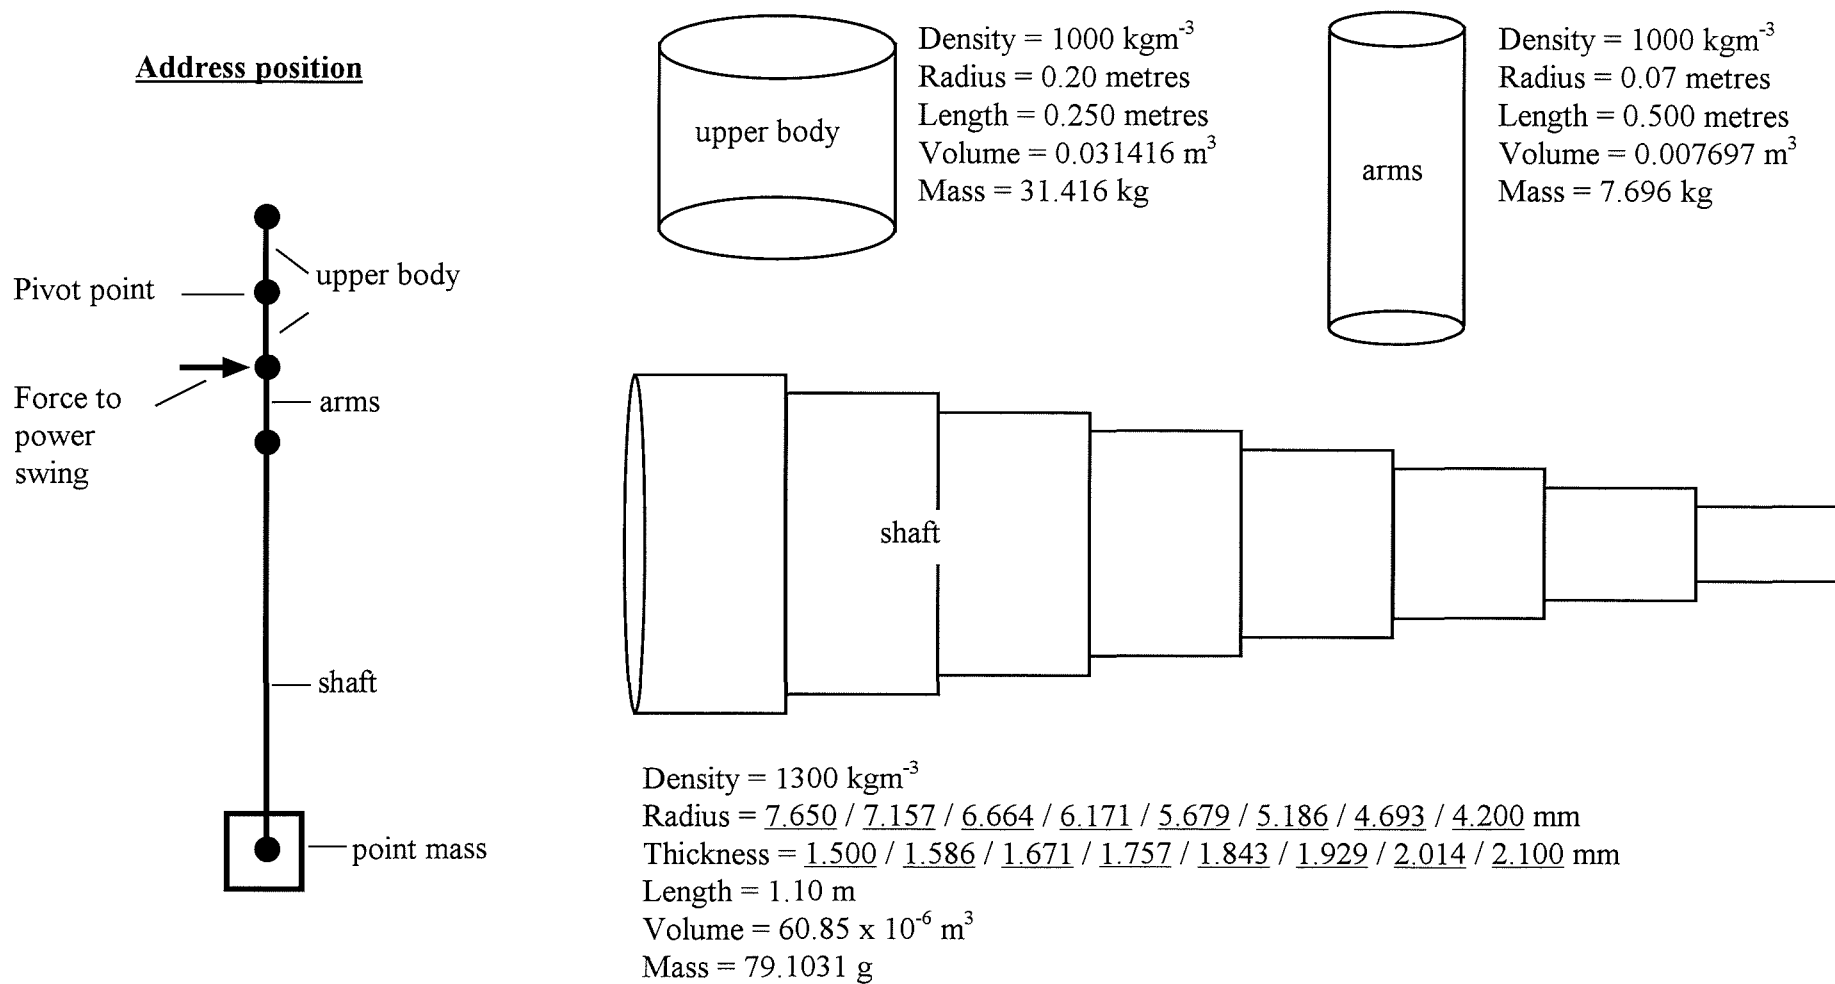 Address position
Pivot point
upper body
Force to
power
swing
arms
shaft
point mass
upper body
Density = 1000 kgm⁻³
Radius = 0.20 metres
Length = 0.250 metres
Volume = 0.031416 m³
Mass = 31.416 kg
arms
Density = 1000 kgm⁻³
Radius = 0.07 metres
Length = 0.500 metres
Volume = 0.007697 m³
Mass = 7.696 kg
shaft
Density = 1300 kgm⁻³
Radius = 7.650 / 7.157 / 6.664 / 6.171 / 5.679 / 5.186 / 4.693 / 4.200 mm
Thickness = 1.500 / 1.586 / 1.671 / 1.757 / 1.843 / 1.929 / 2.014 / 2.100 mm
Length = 1.10 m
Volume = 60.85 x 10⁻⁶ m³
Mass = 79.1031 g